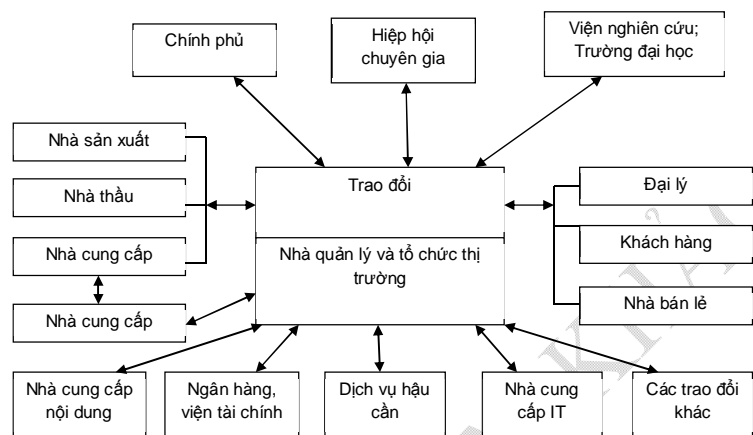 Chính phủ
Hiệp hội
chuyên gia
Viện nghiên cứu;
Trường đại học
Nhà sản xuất
Nhà thầu
Nhà cung cấp
Nhà cung cấp
Trao đổi
Nhà quản lý và tổ chức thị
trường
Đại lý
Khách hàng
Nhà bán lẻ
Nhà cung cấp
nội dung
Ngân hàng,
viện tài chính
Dịch vụ hậu
cần
Nhà cung
cấp IT
Các trao đổi
khác